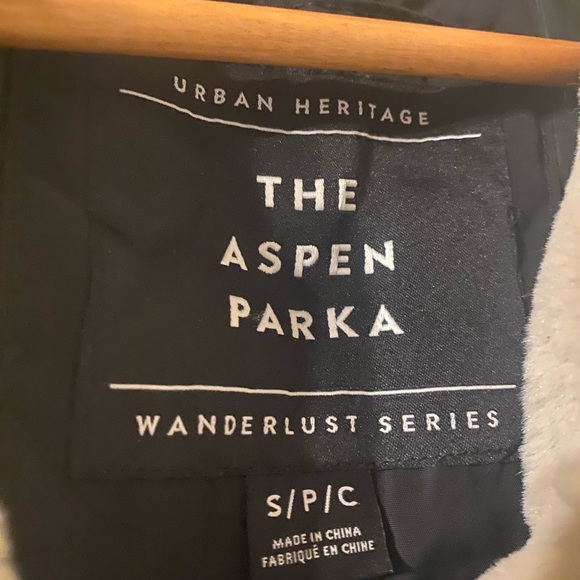 URBAN HERITAGE
THE
ASPEN
PARKA
WANDERLUST SERIES
S/P/C
MADE IN CHINA
FABRIQUÉ EN CHINE